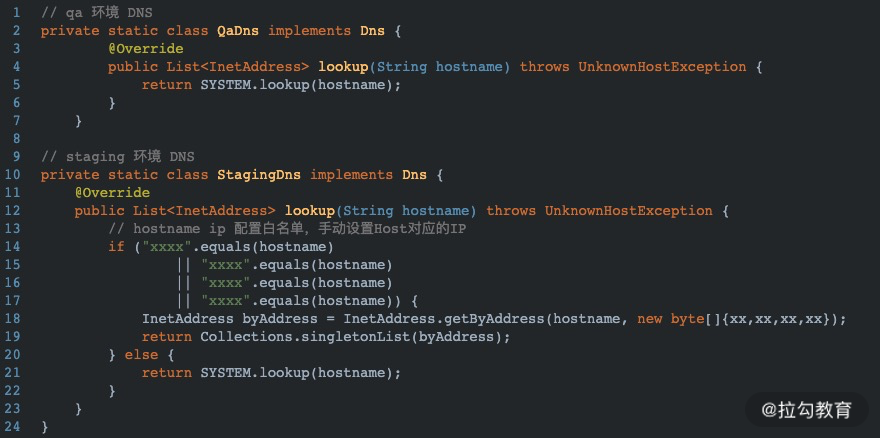 1 // qa 环境 DNS
2 private static class QaDns implements Dns {
3 @Override
4 public List<InetAddress> lookup(String hostname) throws UnknownHostException {
5 return SYSTEM.lookup(hostname);
6 }
7 }
8
9 // staging 环境 DNS
10 private static class StagingDns implements Dns {
11 @Override
12 public List<InetAddress> lookup(String hostname) throws UnknownHostException {
13 // hostname ip 配置白名单，手动设置Host对应的IP
14 if ("xxxx".equals(hostname)
15 || "xxxx".equals(hostname)
16 || "xxxx".equals(hostname)
17 || "xxxx".equals(hostname)) {
18 InetAddress byAddress = InetAddress.getByAddress(hostname, new byte[]{xx,xx,xx,xx});
19 return Collections.singletonList(byAddress);
20 } else {
21 return SYSTEM.lookup(hostname);
22 }
23 }
24 }
@拉勾教育